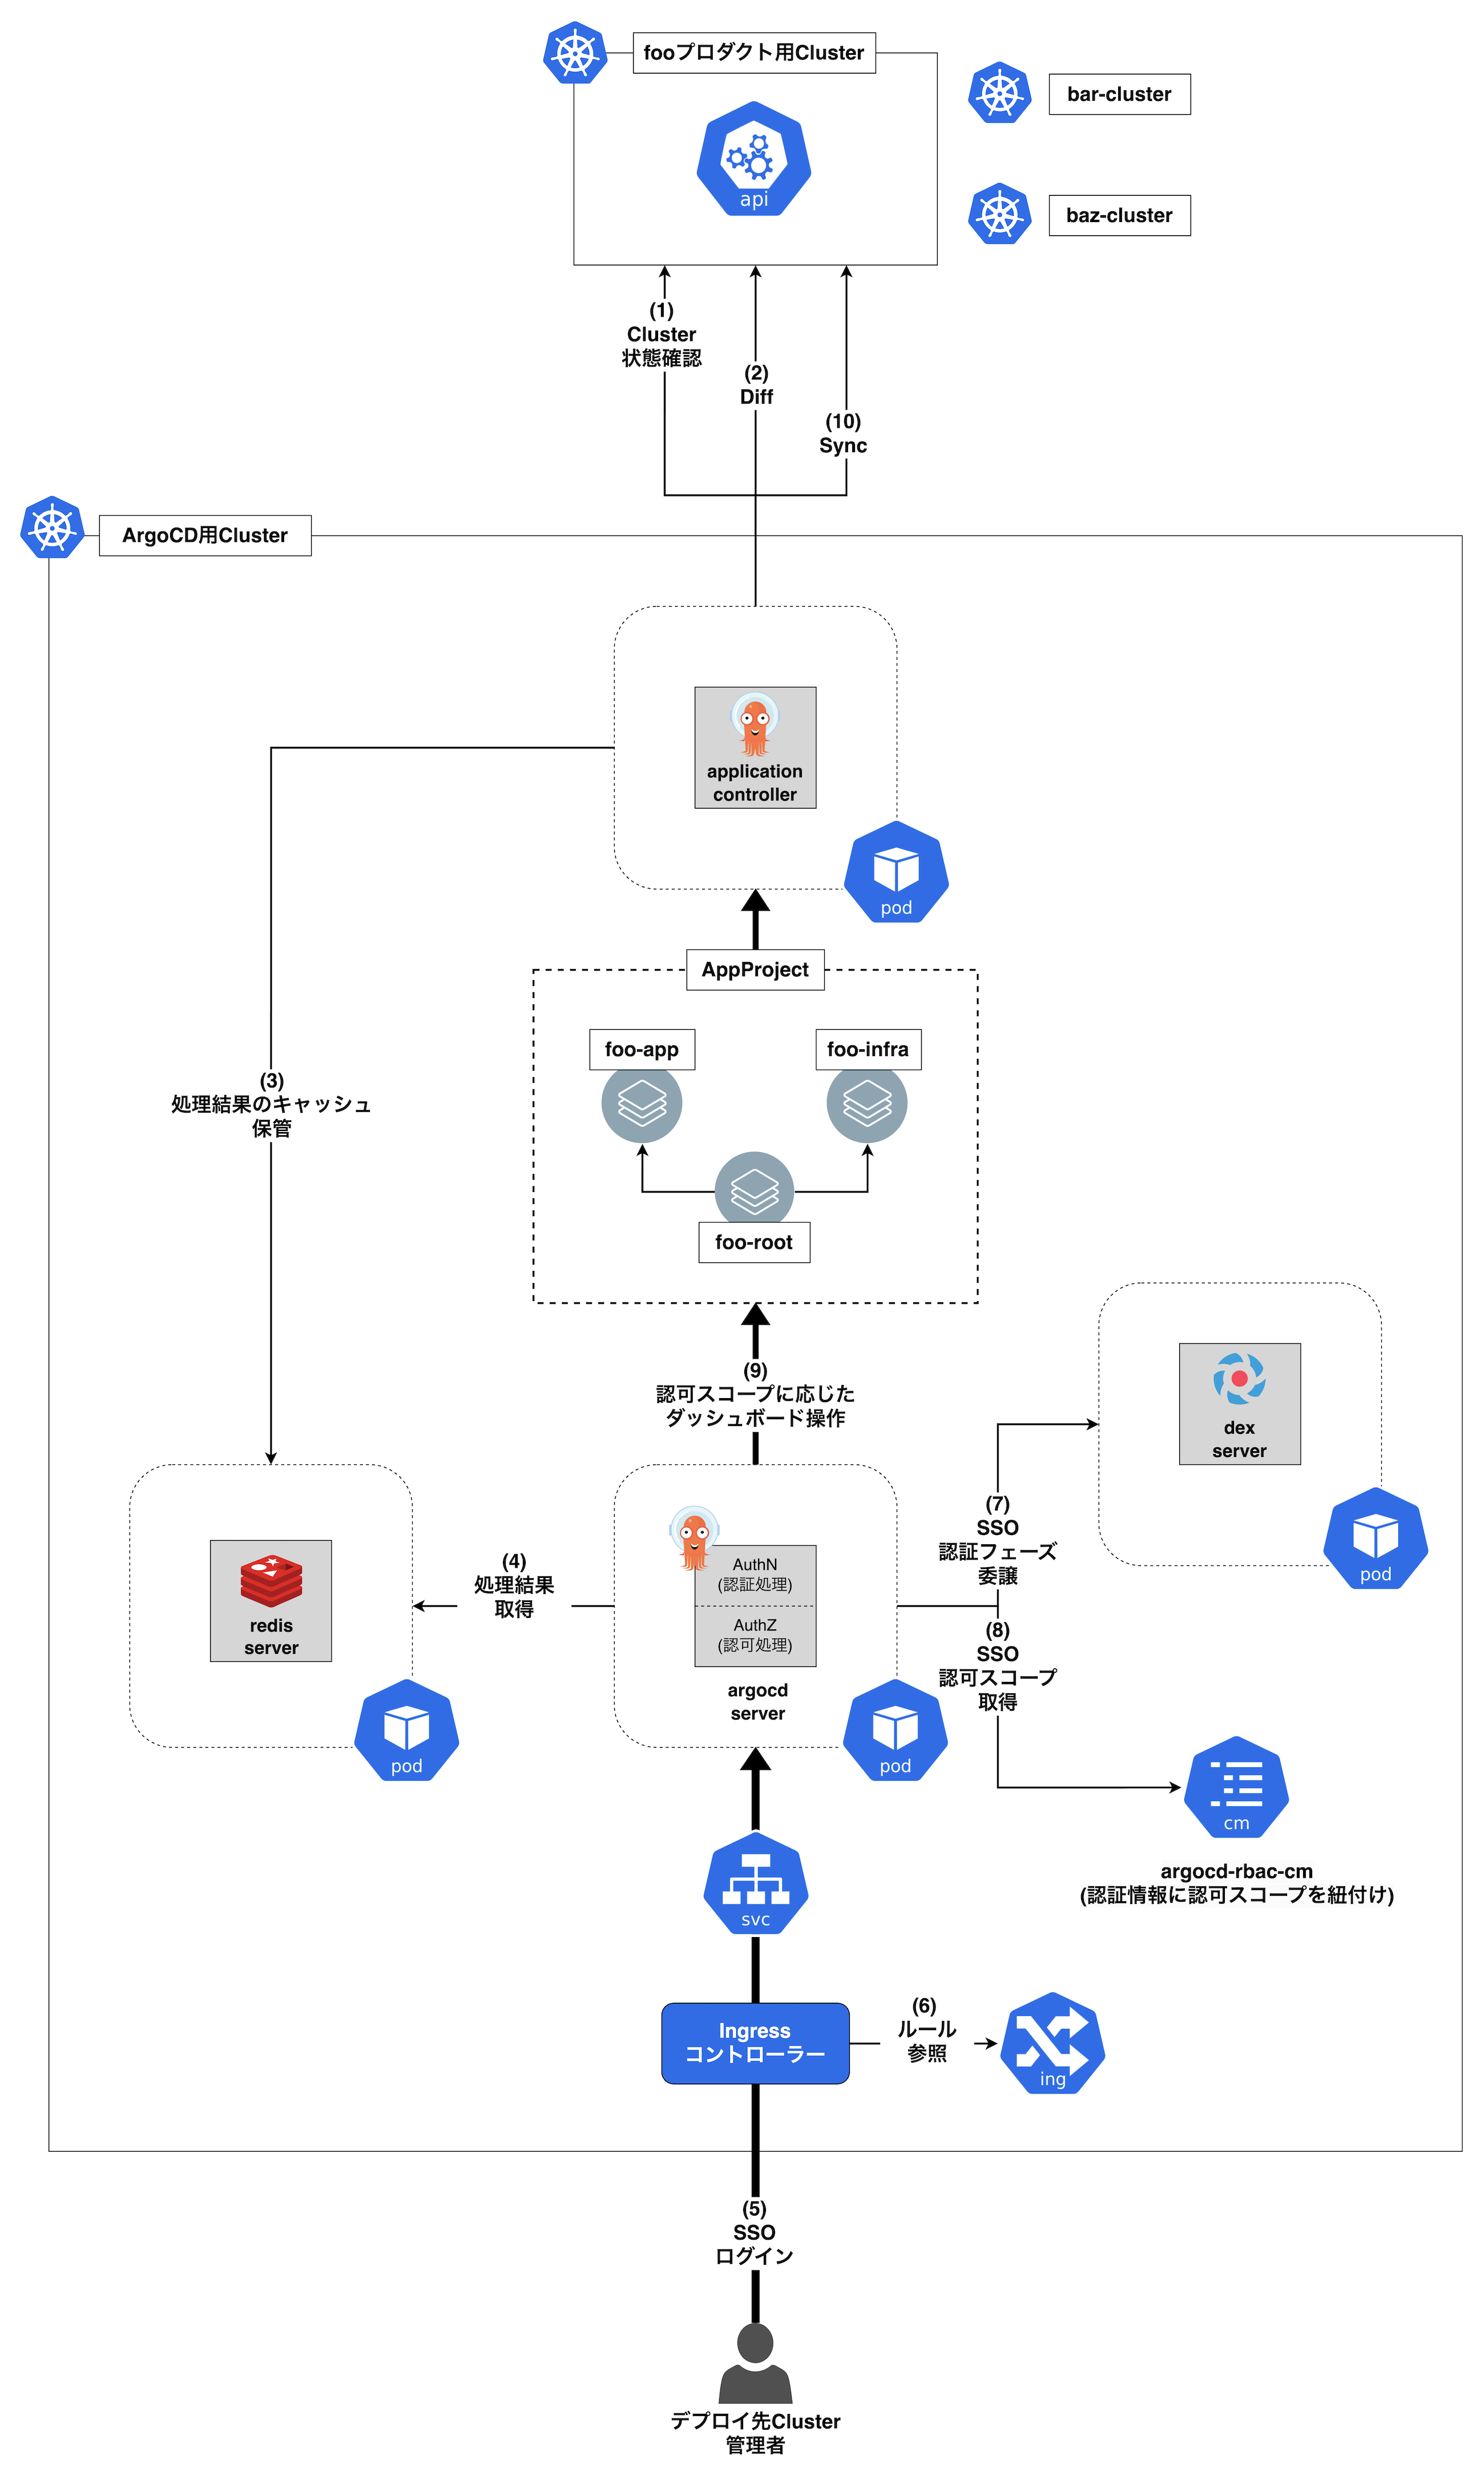 fooプロダクト用Cluster
api
bar-cluster
baz-cluster
(1)
Cluster
状態確認
(2)
Diff
(10)
Sync
ArgoCD用Cluster
application
controller
pod
AppProject
foo-app
foo-infra
foo-root
(3)
処理結果のキャッシュ
保管
(9)
認可スコープに応じた
ダッシュボード操作
dex
server
pod
redis
server
pod
(4)
処理結果
取得
AuthN
(認証処理)
AuthZ
(認可処理)
argocd
server
pod
(7)
SSO
認証フェーズ
委譲
(8)
SSO
認可スコープ
取得
cm
argocd-rbac-cm
(認証情報に認可スコープを紐付け)
svc
Ingress
コントローラー
(6)
ルール
参照
ing
(5)
SSO
ログイン
デプロイ先Cluster
管理者